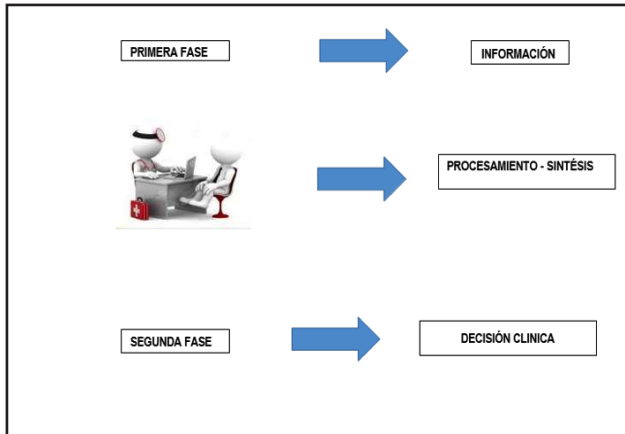 PRIMERA FASE
INFORMACIÓN
PROCESAMIENTO - SINTÉSIS
SEGUNDA FASE
DECISIÓN CLINICA